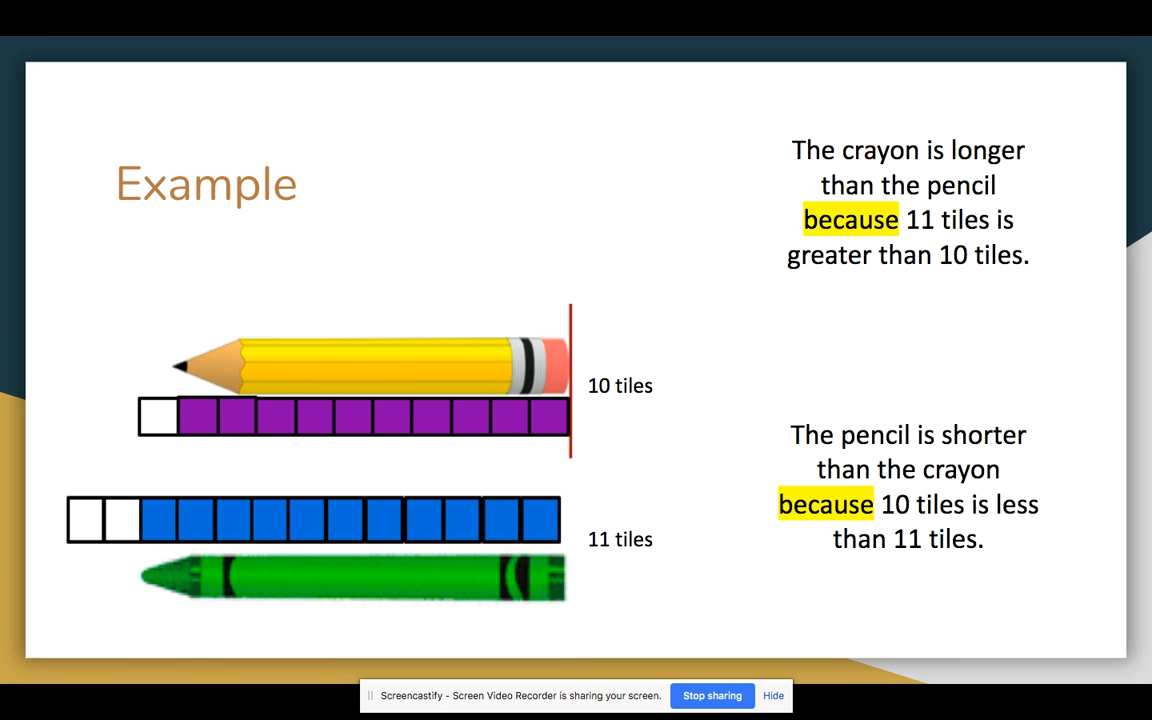 Example
The crayon is longer
than the pencil
because 11 tiles is
greater than 10 tiles.
10 tiles
The pencil is shorter
than the crayon
because 10 tiles is less
than 11 tiles.
11 tiles
Screencastify - Screen Video Recorder is sharing your screen. Stop sharing Hide